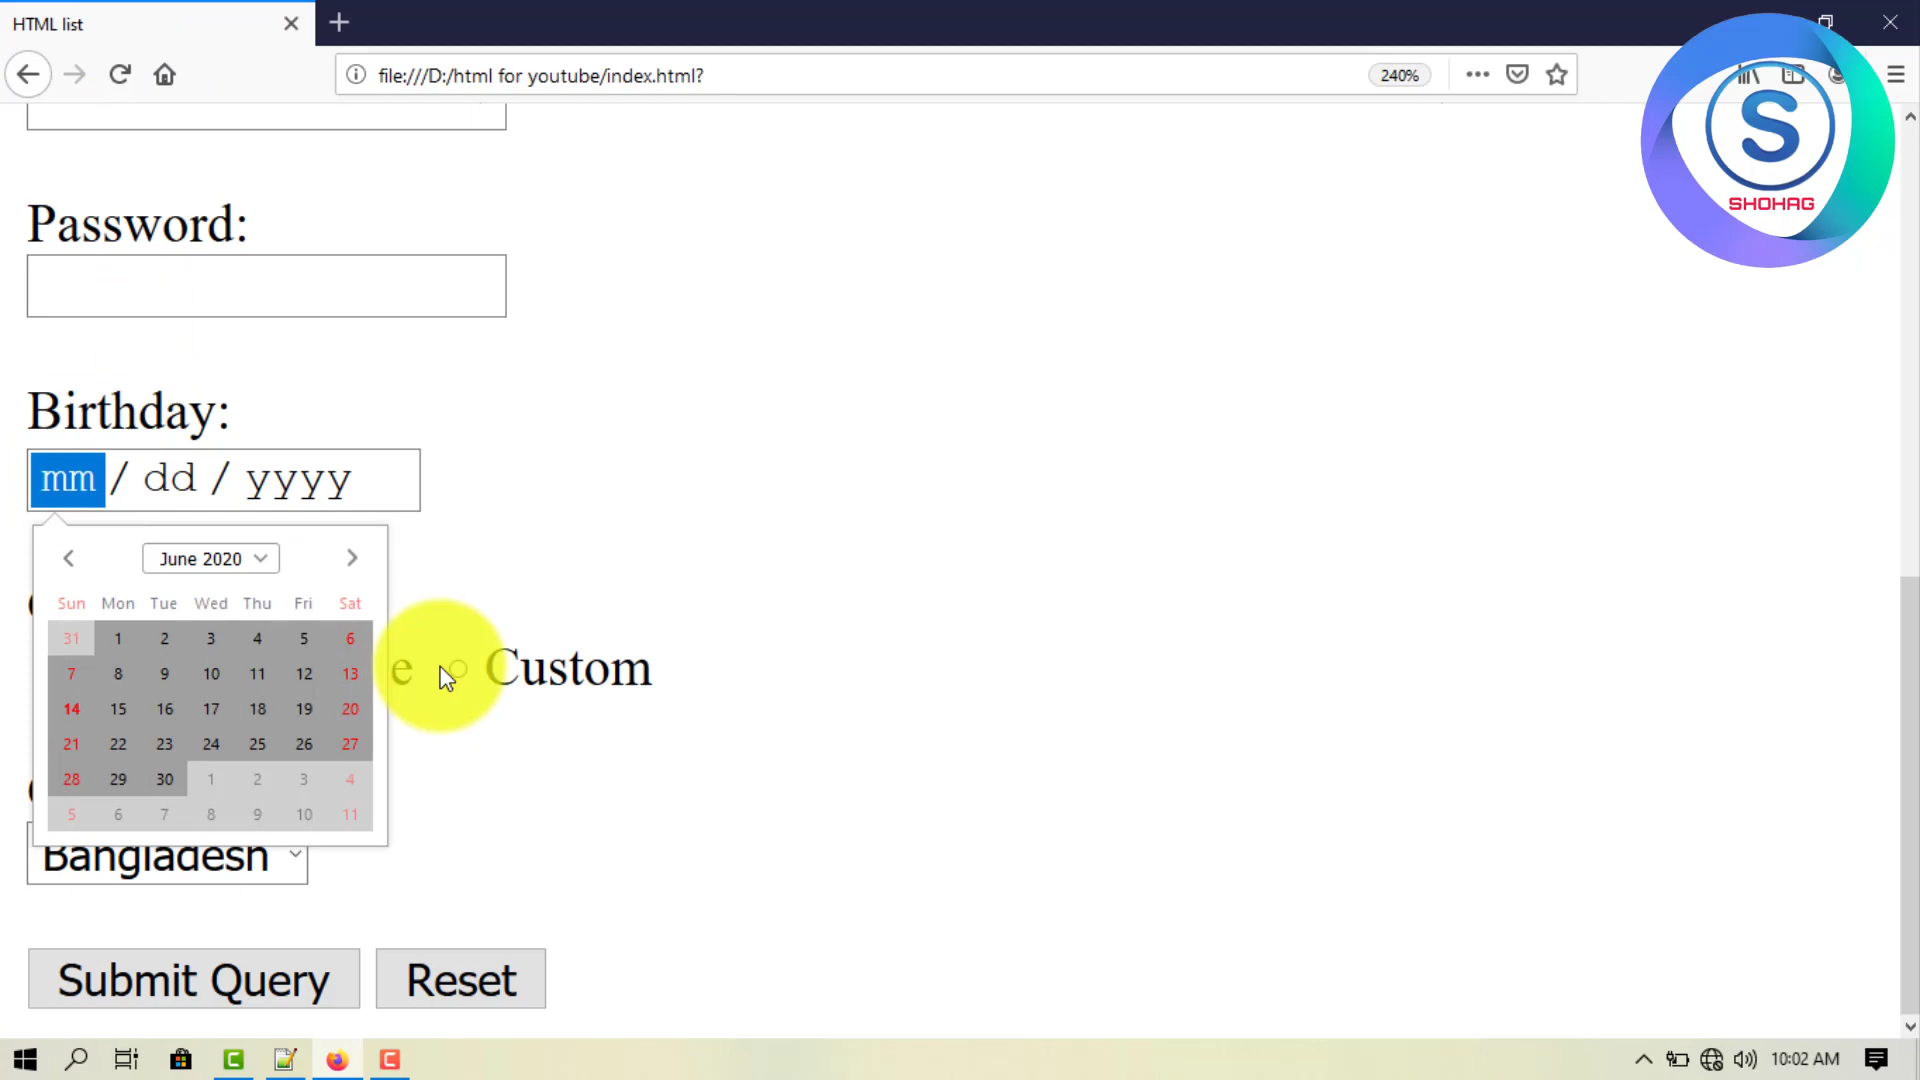 HTML list
file:///D:/html for youtube/index.html?
240%
S
SHOHAG
Password:
Birthday:
mm / dd / yyyy
June 2020
Sun Mon Tue Wed Thu Fri Sat
31 1 2 3 4 5 6
7 8 9 10 11 12 13
14 15 16 17 18 19 20
21 22 23 24 25 26 27
28 29 30 1 2 3 4
5 6 7 8 9 10 11
e Custom
Bangladesh
Submit Query Reset
10:02 AM